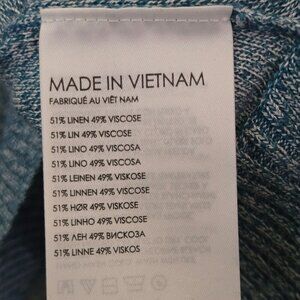 MADE IN VIETNAM
FABRIQUÉ AU VIÊT NAM
51% LINEN 49% VISCOSE
51% LIN 49% VISCOSE
51% LINO 49% VISCOSA
51% LINO 49% VISCOSA
51% LEINEN 49% VISKOSE
51% LINNEN 49% VISCOSE
51% HØR 49% VISKOSE
51% LINHO 49% VISCOSE
51% ЛЕН 49% ВИСКОЗА
51% LINNE 49% VISKOS